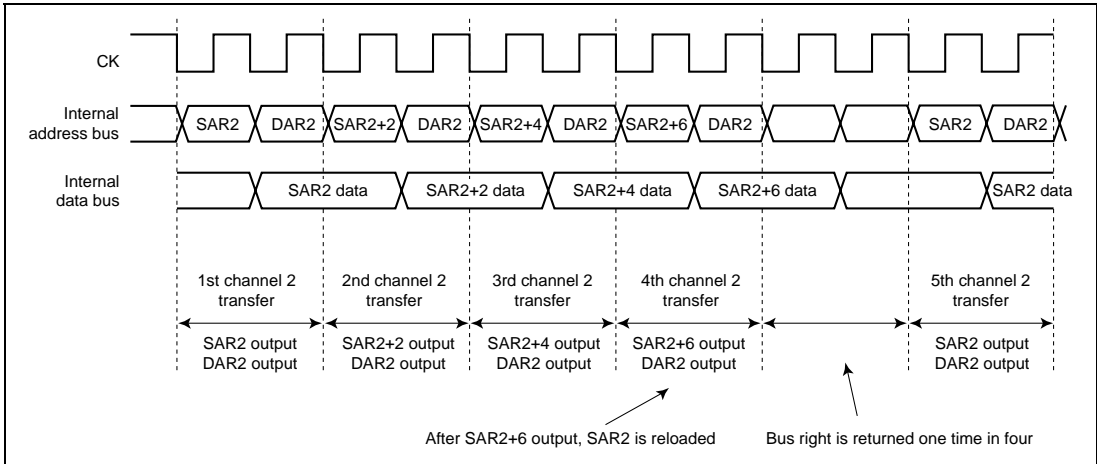 CK
Internal
address bus
SAR2 DAR2 SAR2+2 DAR2 SAR2+4 DAR2 SAR2+6 DAR2 SAR2 DAR2
Internal
data bus
SAR2 data SAR2+2 data SAR2+4 data SAR2+6 data SAR2 data
1st channel 2
transfer
2nd channel 2
transfer
3rd channel 2
transfer
4th channel 2
transfer
5th channel 2
transfer
SAR2 output
DAR2 output
SAR2+2 output
DAR2 output
SAR2+4 output
DAR2 output
SAR2+6 output
DAR2 output
SAR2 output
DAR2 output
After SAR2+6 output, SAR2 is reloaded
Bus right is returned one time in four